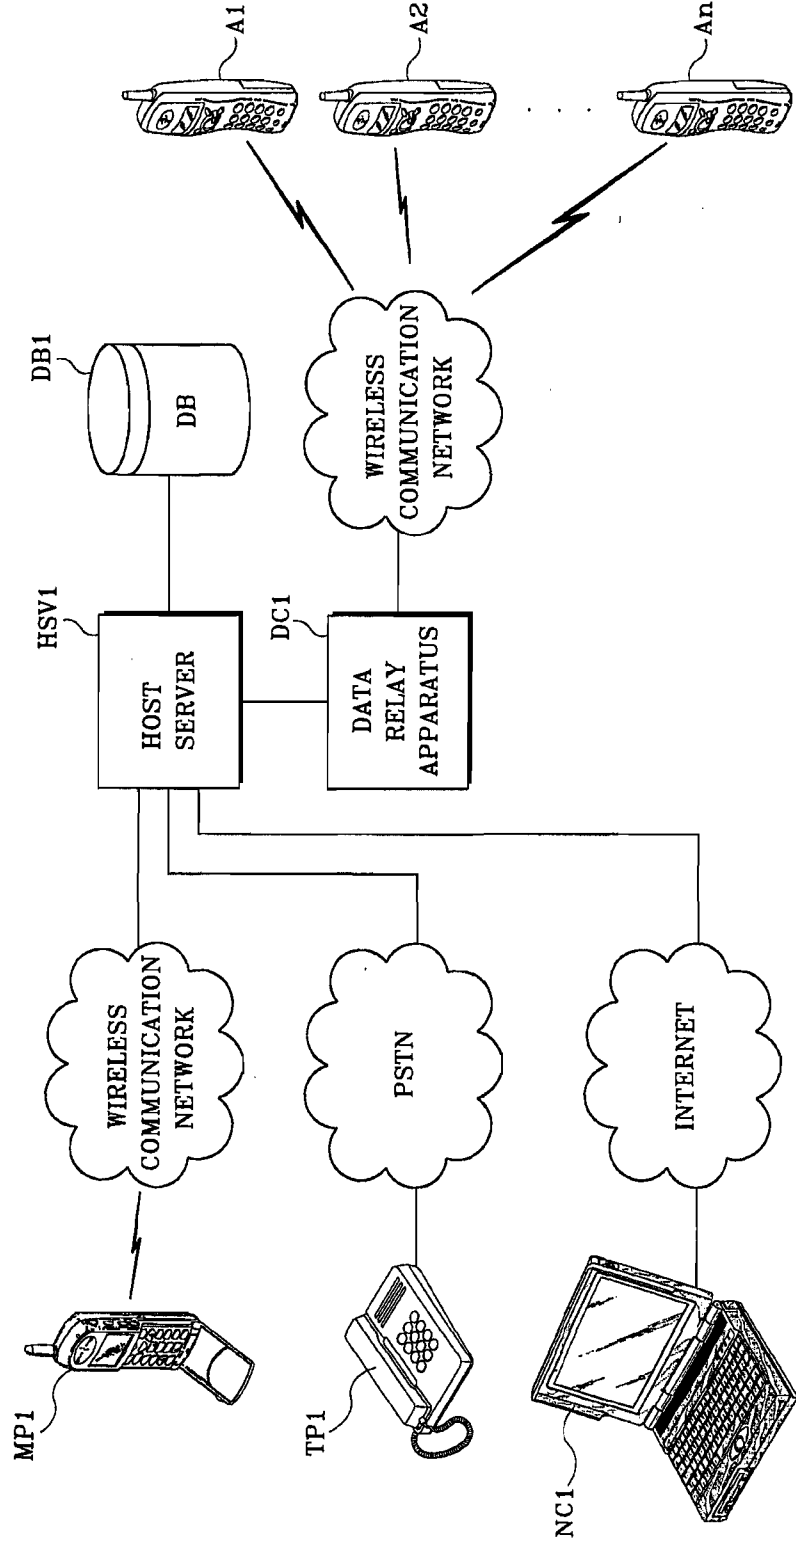 MP1
WIRELESS
COMMUNICATION
NETWORK
HSV1
HOST
SERVER
DB1
DB
TP1
PSTN
DC1
DATA
RELAY
APPARATUS
WIRELESS
COMMUNICATION
NETWORK
NC1
INTERNET
A1
A2
. . .
An